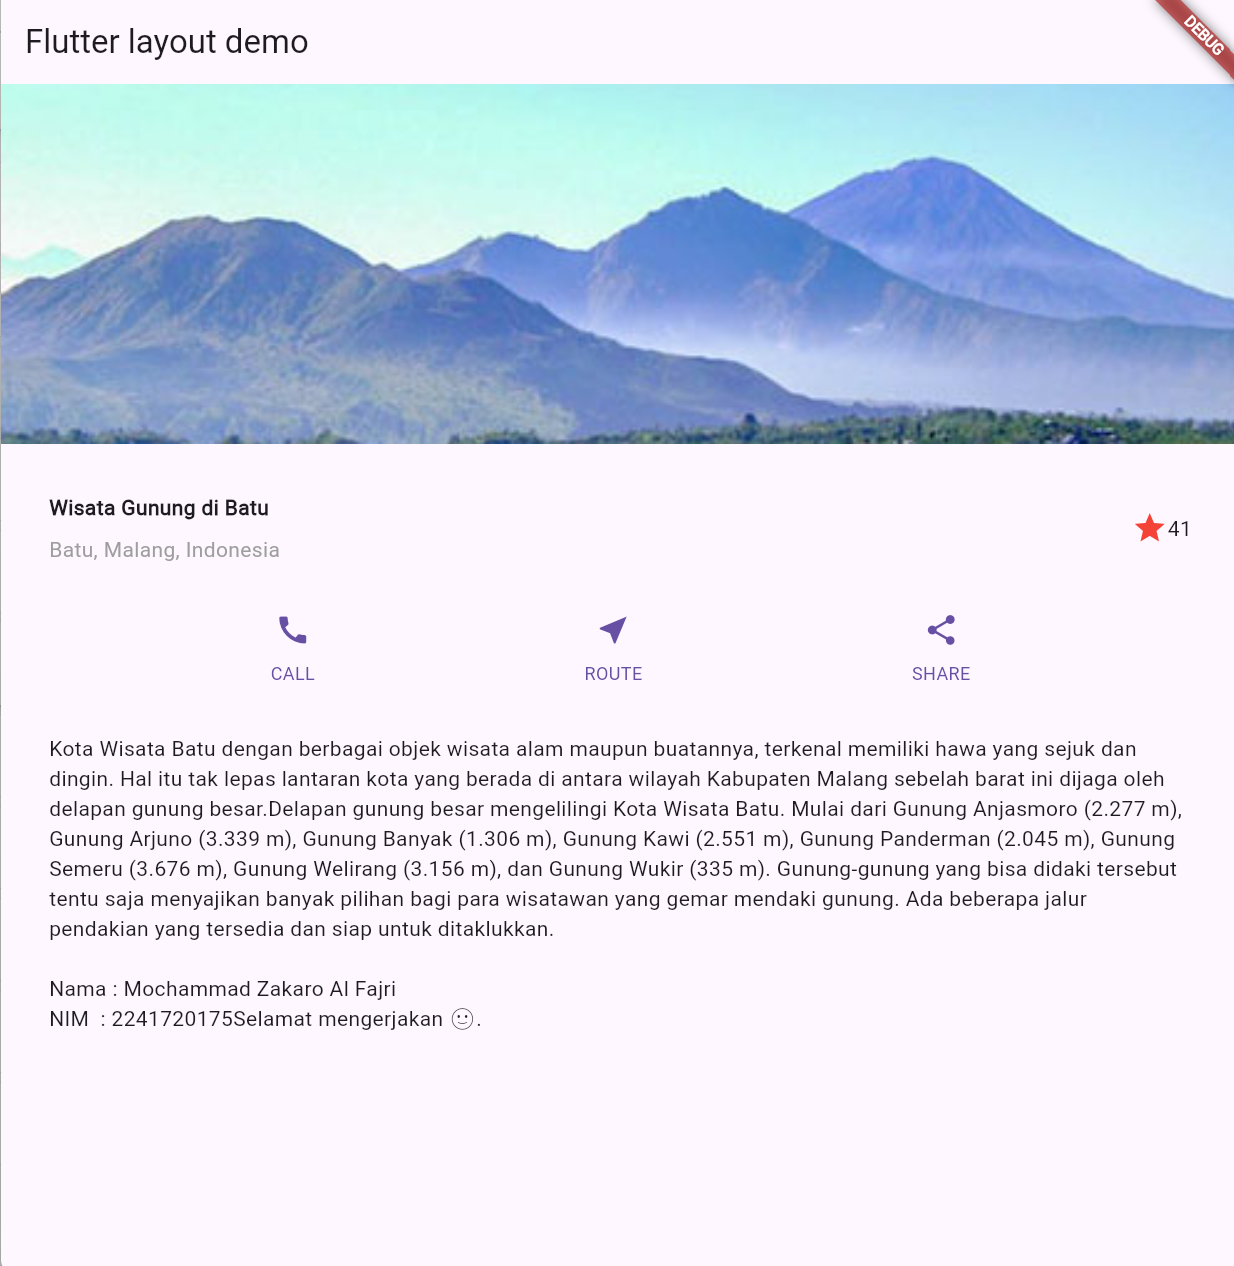 Flutter layout demo
DEBUG
Wisata Gunung di Batu
Batu, Malang, Indonesia
41
CALL
ROUTE
SHARE
Kota Wisata Batu dengan berbagai objek wisata alam maupun buatannya, terkenal memiliki hawa yang sejuk dan
dingin. Hal itu tak lepas lantaran kota yang berada di antara wilayah Kabupaten Malang sebelah barat ini dijaga oleh
delapan gunung besar.Delapan gunung besar mengelilingi Kota Wisata Batu. Mulai dari Gunung Anjasmoro (2.277 m),
Gunung Arjuno (3.339 m), Gunung Banyak (1.306 m), Gunung Kawi (2.551 m), Gunung Panderman (2.045 m), Gunung
Semeru (3.676 m), Gunung Welirang (3.156 m), dan Gunung Wukir (335 m). Gunung-gunung yang bisa didaki tersebut
tentu saja menyajikan banyak pilihan bagi para wisatawan yang gemar mendaki gunung. Ada beberapa jalur
pendakian yang tersedia dan siap untuk ditaklukkan.
Nama : Mochammad Zakaro Al Fajri
NIM  : 2241720175Selamat mengerjakan 🙂.